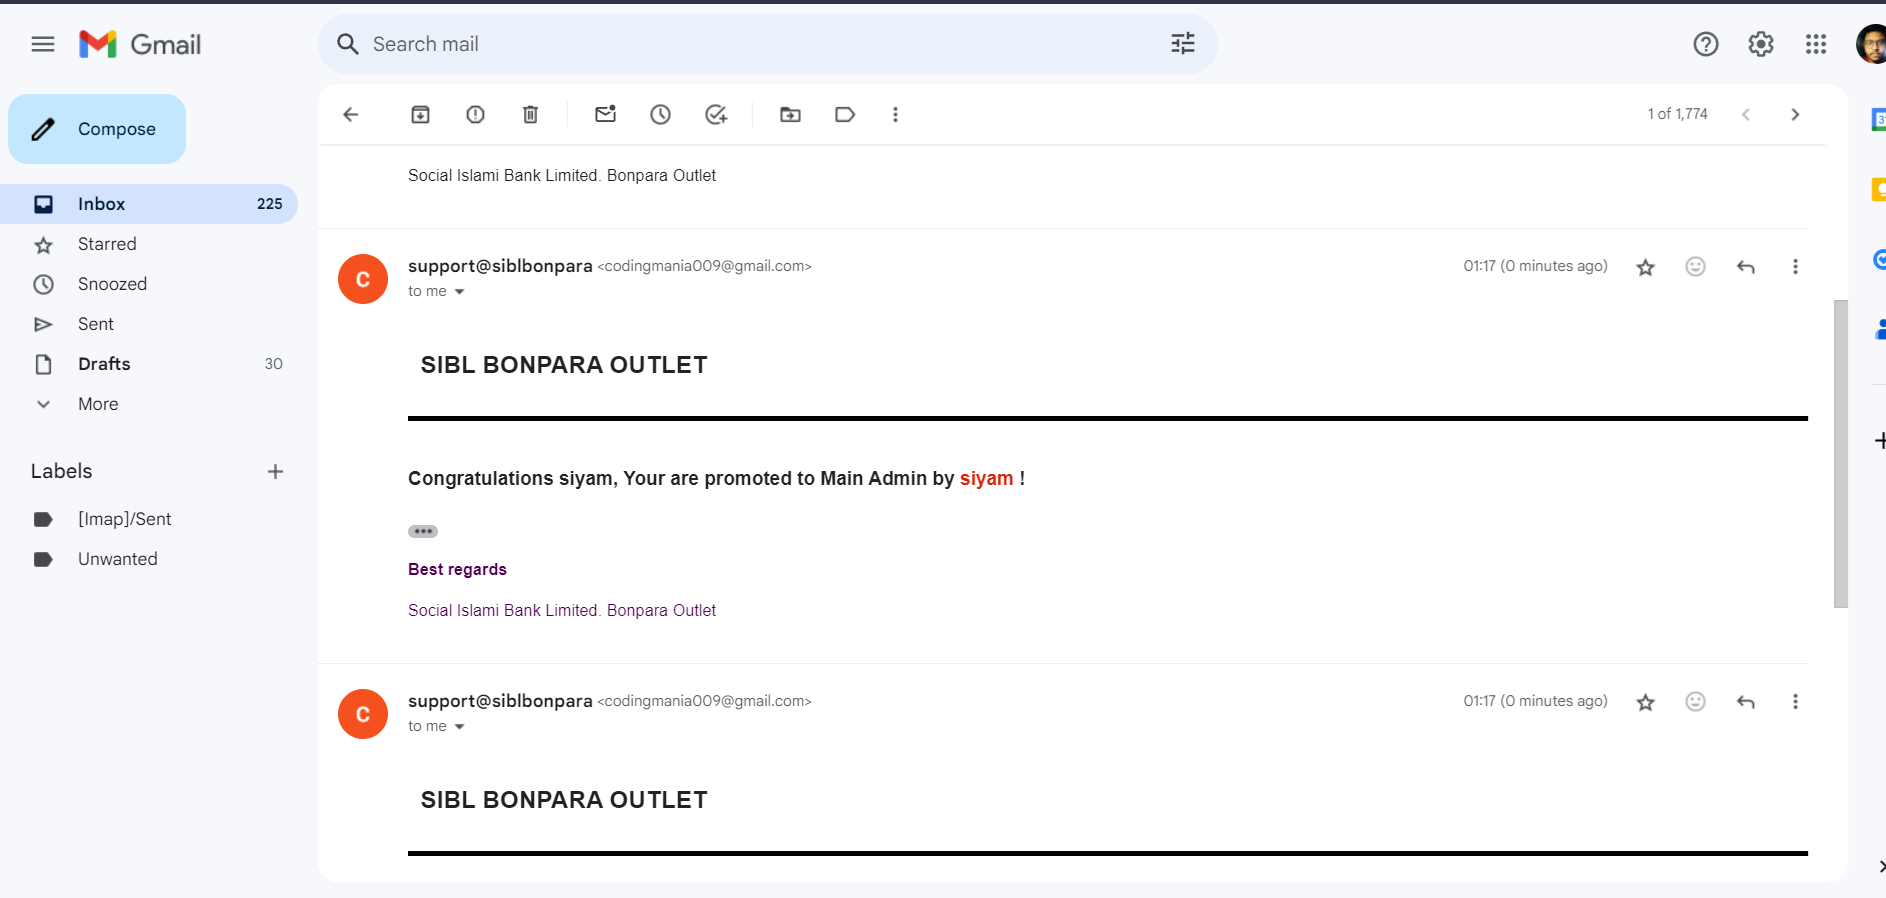 Gmail
Search mail
Compose
1 of 1,774
Inbox 225
Starred
Snoozed
Sent
Drafts 30
More
Labels
[Imap]/Sent
Unwanted
Social Islami Bank Limited. Bonpara Outlet
C
support@siblbonpara <codingmania009@gmail.com>
01:17 (0 minutes ago)
to me
SIBL BONPARA OUTLET
Congratulations siyam, Your are promoted to Main Admin by siyam !
Best regards
Social Islami Bank Limited. Bonpara Outlet
C
support@siblbonpara <codingmania009@gmail.com>
01:17 (0 minutes ago)
to me
SIBL BONPARA OUTLET